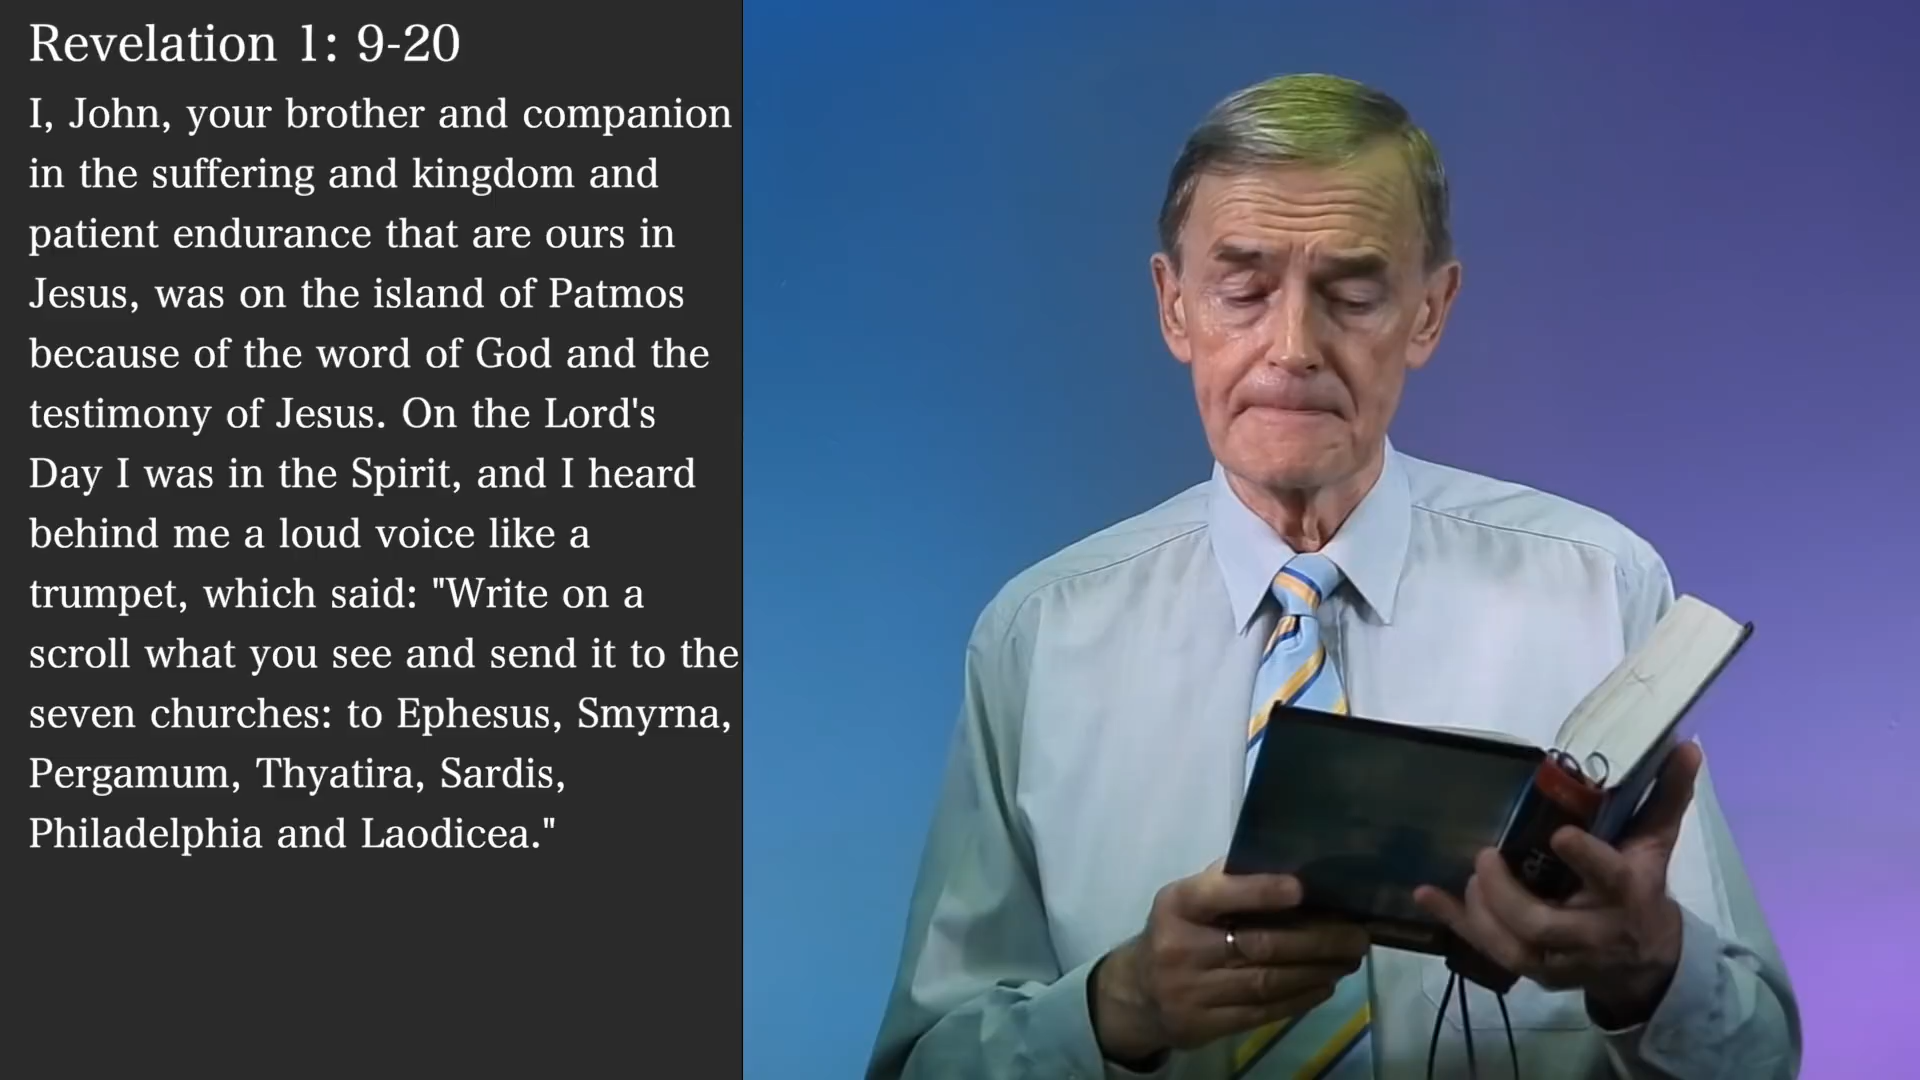 Revelation 1: 9-20
I, John, your brother and companion
in the suffering and kingdom and
patient endurance that are ours in
Jesus, was on the island of Patmos
because of the word of God and the
testimony of Jesus. On the Lord's
Day I was in the Spirit, and I heard
behind me a loud voice like a
trumpet, which said: "Write on a
scroll what you see and send it to the
seven churches: to Ephesus, Smyrna,
Pergamum, Thyatira, Sardis,
Philadelphia and Laodicea."